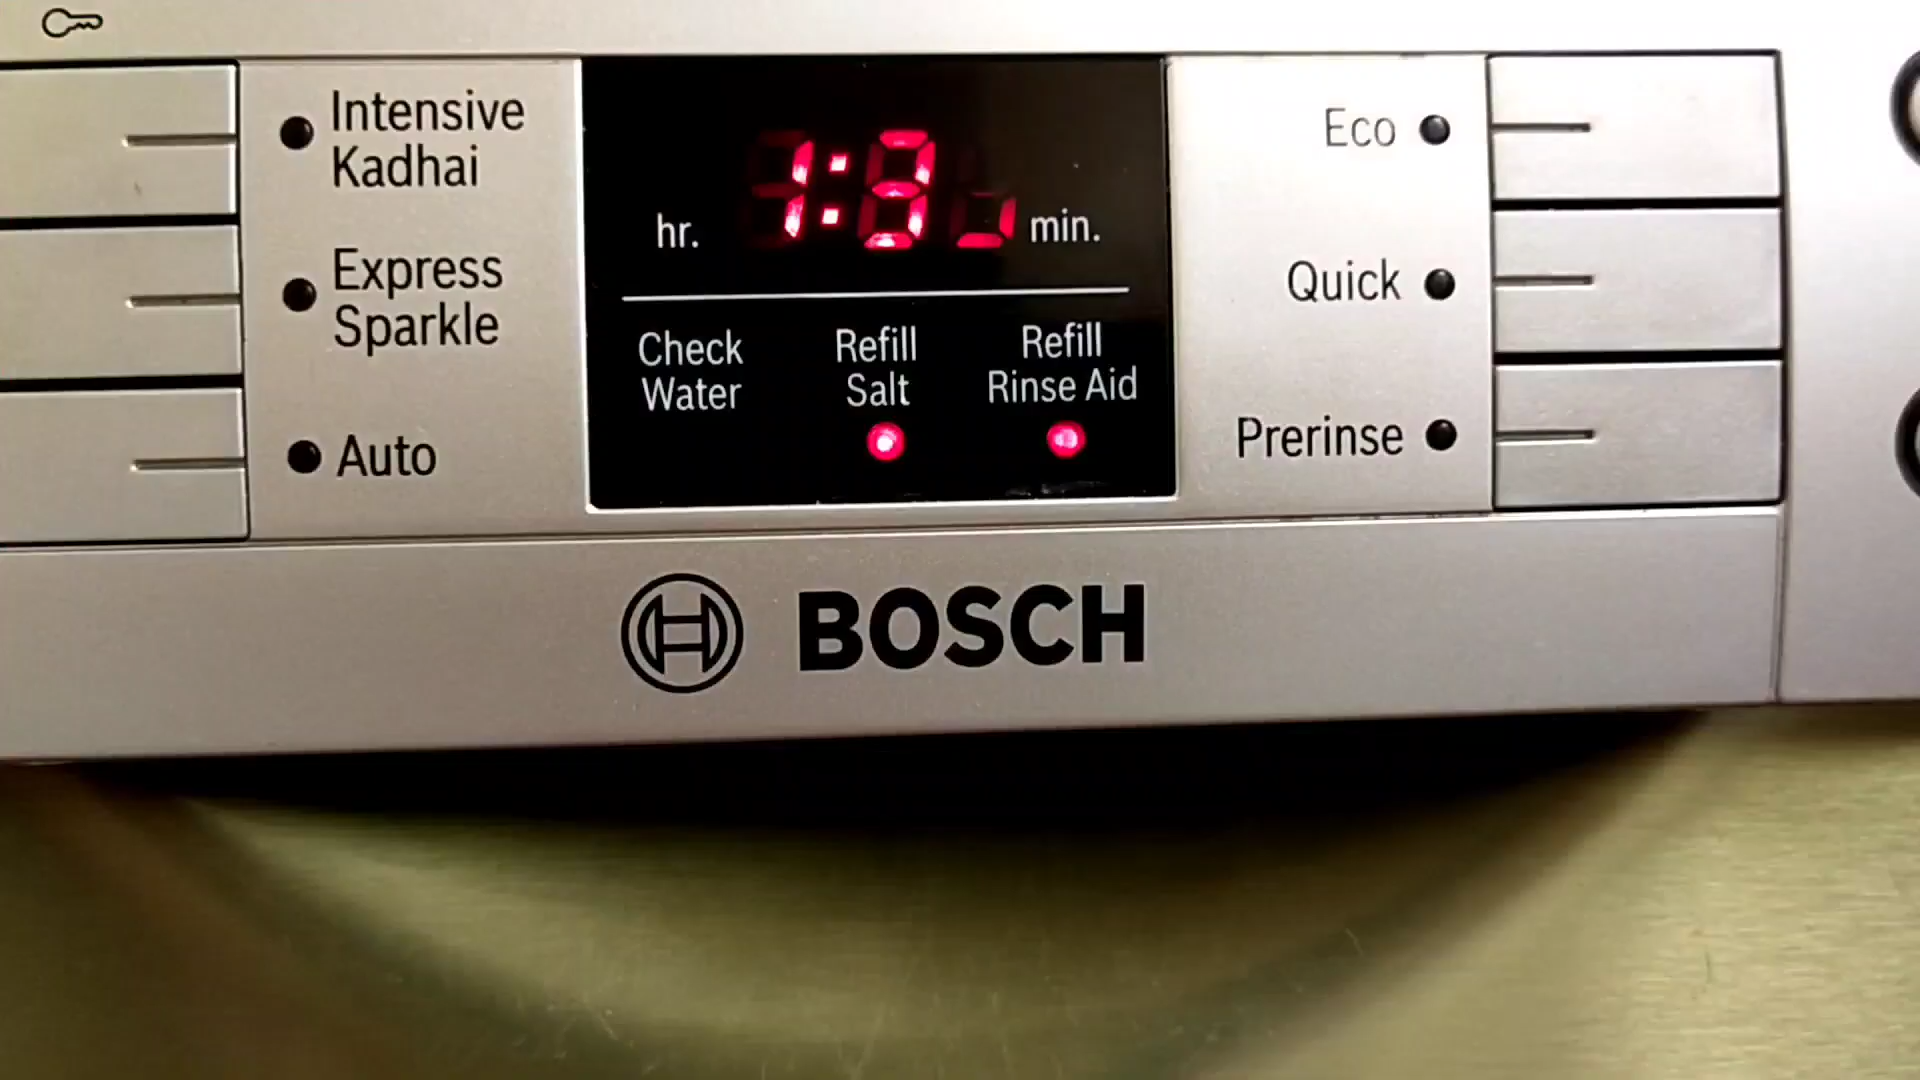 Intensive
Kadhai
Express
Sparkle
Auto
hr.
min.
Check
Water
Refill
Salt
Refill
Rinse Aid
Eco
Quick
Prerinse
BOSCH